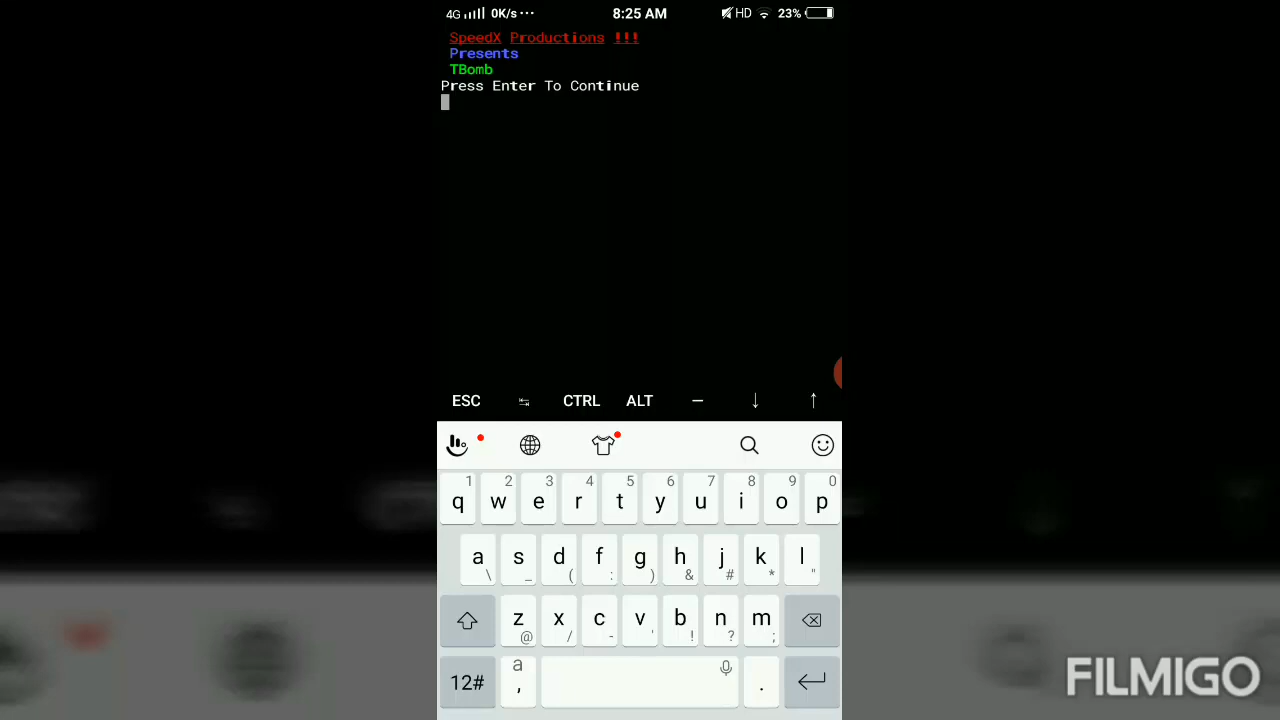 4G 0K/s ... 8:25 AM HD 23%
SpeedX Productions !!!
Presents
TBomb
Press Enter To Continue
ESC CTRL ALT — ↓ ↑
1 2 3 4 5 6 7 8 9 0
q w e r t y u i o p
a s d f g h j k l
\ _ ( : ) & # * "
z x c v b n m
@ / - ' ! ? ;
12# a , .
FILMIGO